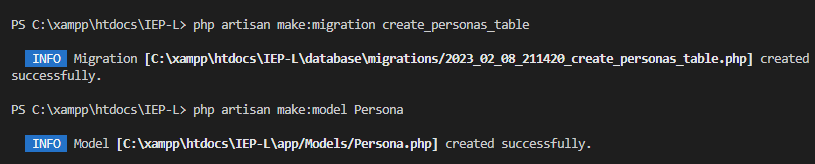 PS C:\xampp\htdocs\IEP-L> php artisan make:migration create_personas_table
INFO Migration [C:\xampp\htdocs\IEP-L\database\migrations/2023_02_08_211420_create_personas_table.php] created
successfully.
PS C:\xampp\htdocs\IEP-L> php artisan make:model Persona
INFO Model [C:\xampp\htdocs\IEP-L\app/Models/Persona.php] created successfully.